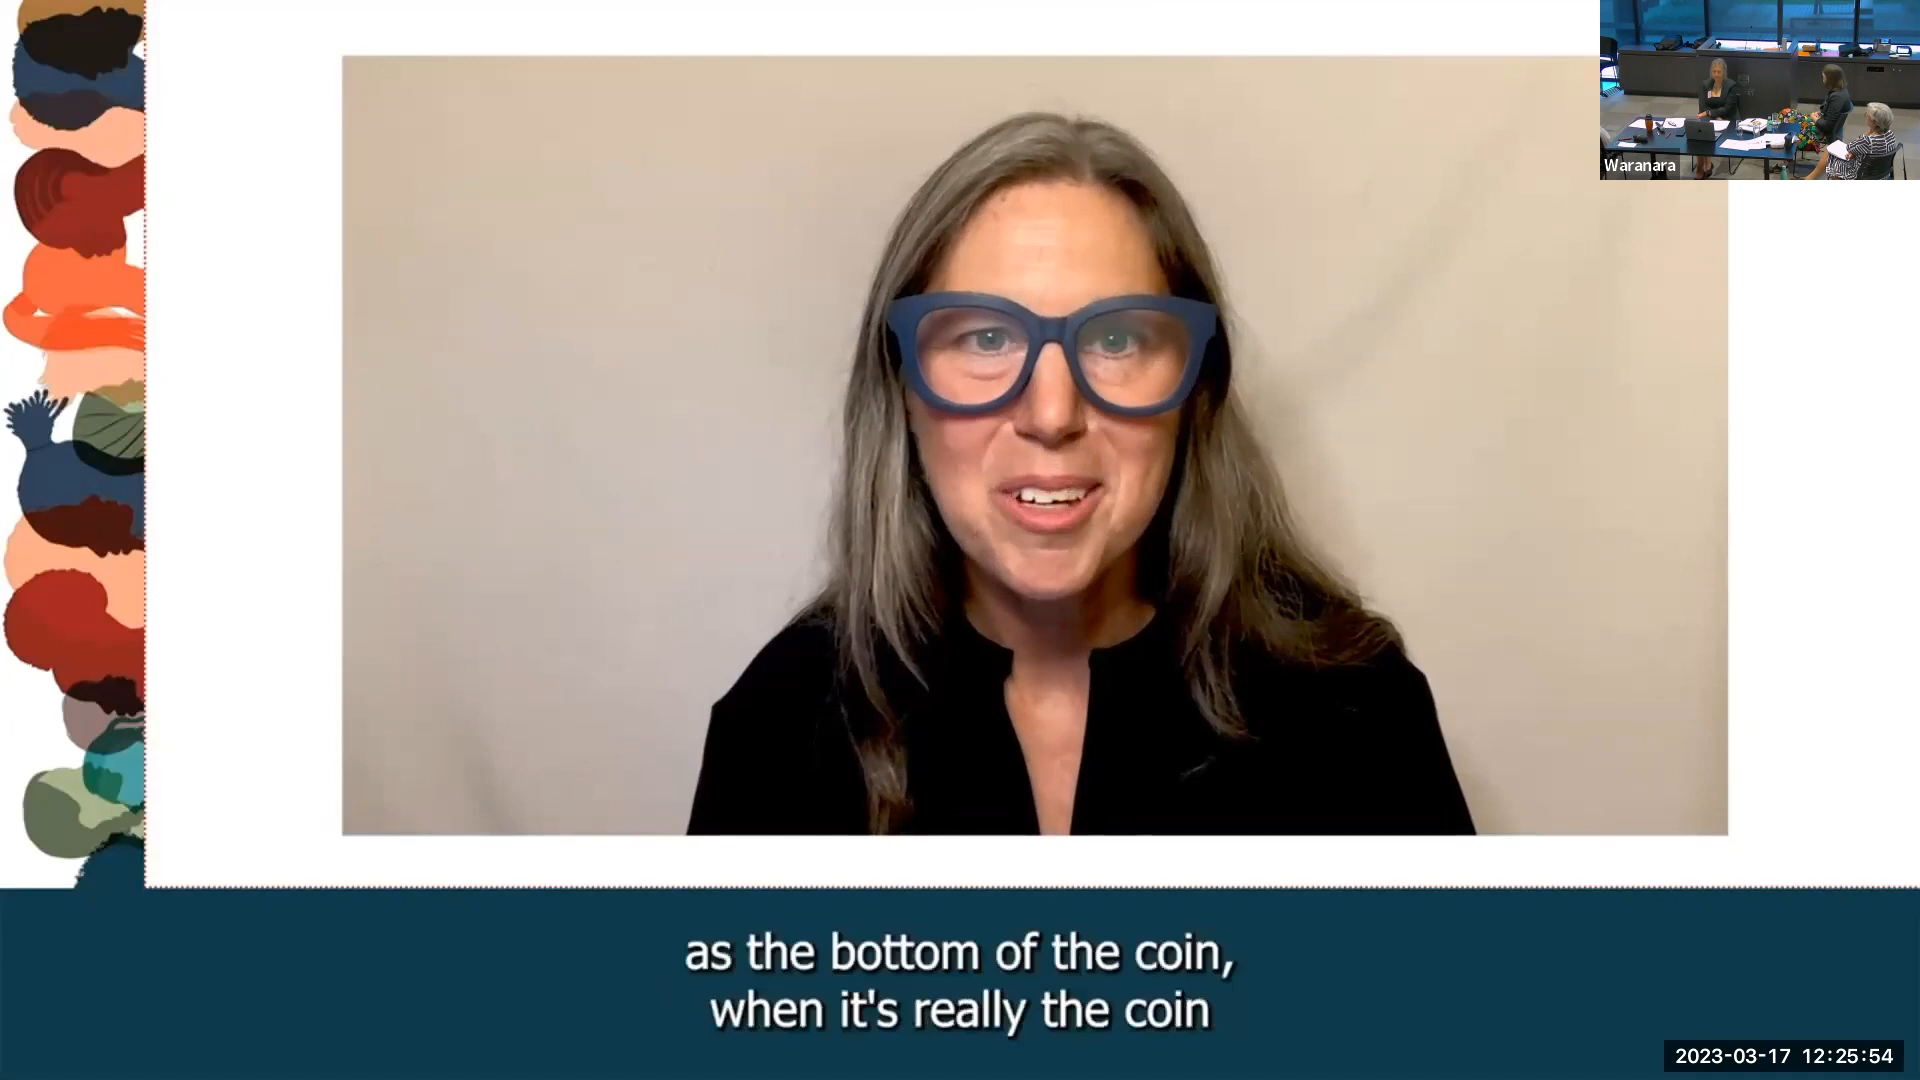 Waranara
as the bottom of the coin,
when it's really the coin
2023-03-17 12:25:54